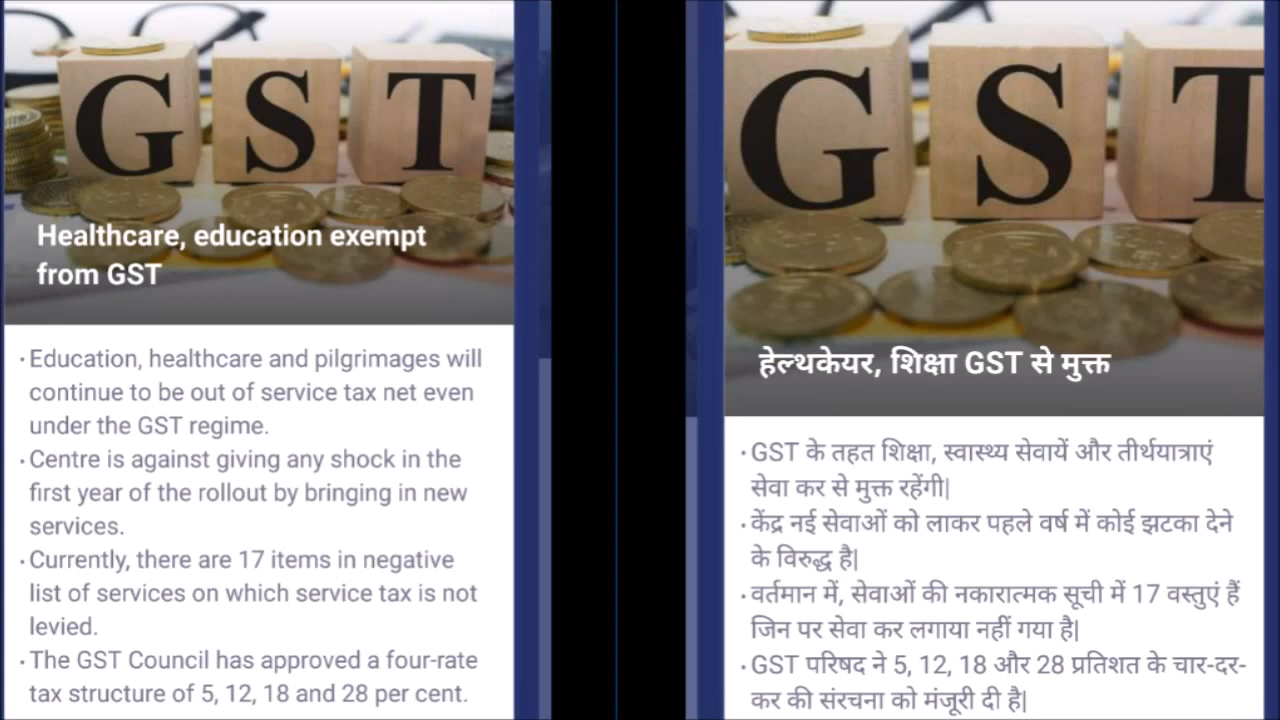 G S T
Healthcare, education exempt
from GST
· Education, healthcare and pilgrimages will
continue to be out of service tax net even
under the GST regime.
· Centre is against giving any shock in the
first year of the rollout by bringing in new
services.
· Currently, there are 17 items in negative
list of services on which service tax is not
levied.
· The GST Council has approved a four-rate
tax structure of 5, 12, 18 and 28 per cent.
G S T
हेल्थकेयर, शिक्षा GST से मुक्त
· GST के तहत शिक्षा, स्वास्थ्य सेवायें और तीर्थयात्राएं
सेवा कर से मुक्त रहेंगी|
· केंद्र नई सेवाओं को लाकर पहले वर्ष में कोई झटका देने
के विरुद्ध है|
· वर्तमान में, सेवाओं की नकारात्मक सूची में 17 वस्तुएं हैं
जिन पर सेवा कर लगाया नहीं गया है|
· GST परिषद ने 5, 12, 18 और 28 प्रतिशत के चार-दर-
कर की संरचना को मंजूरी दी है|